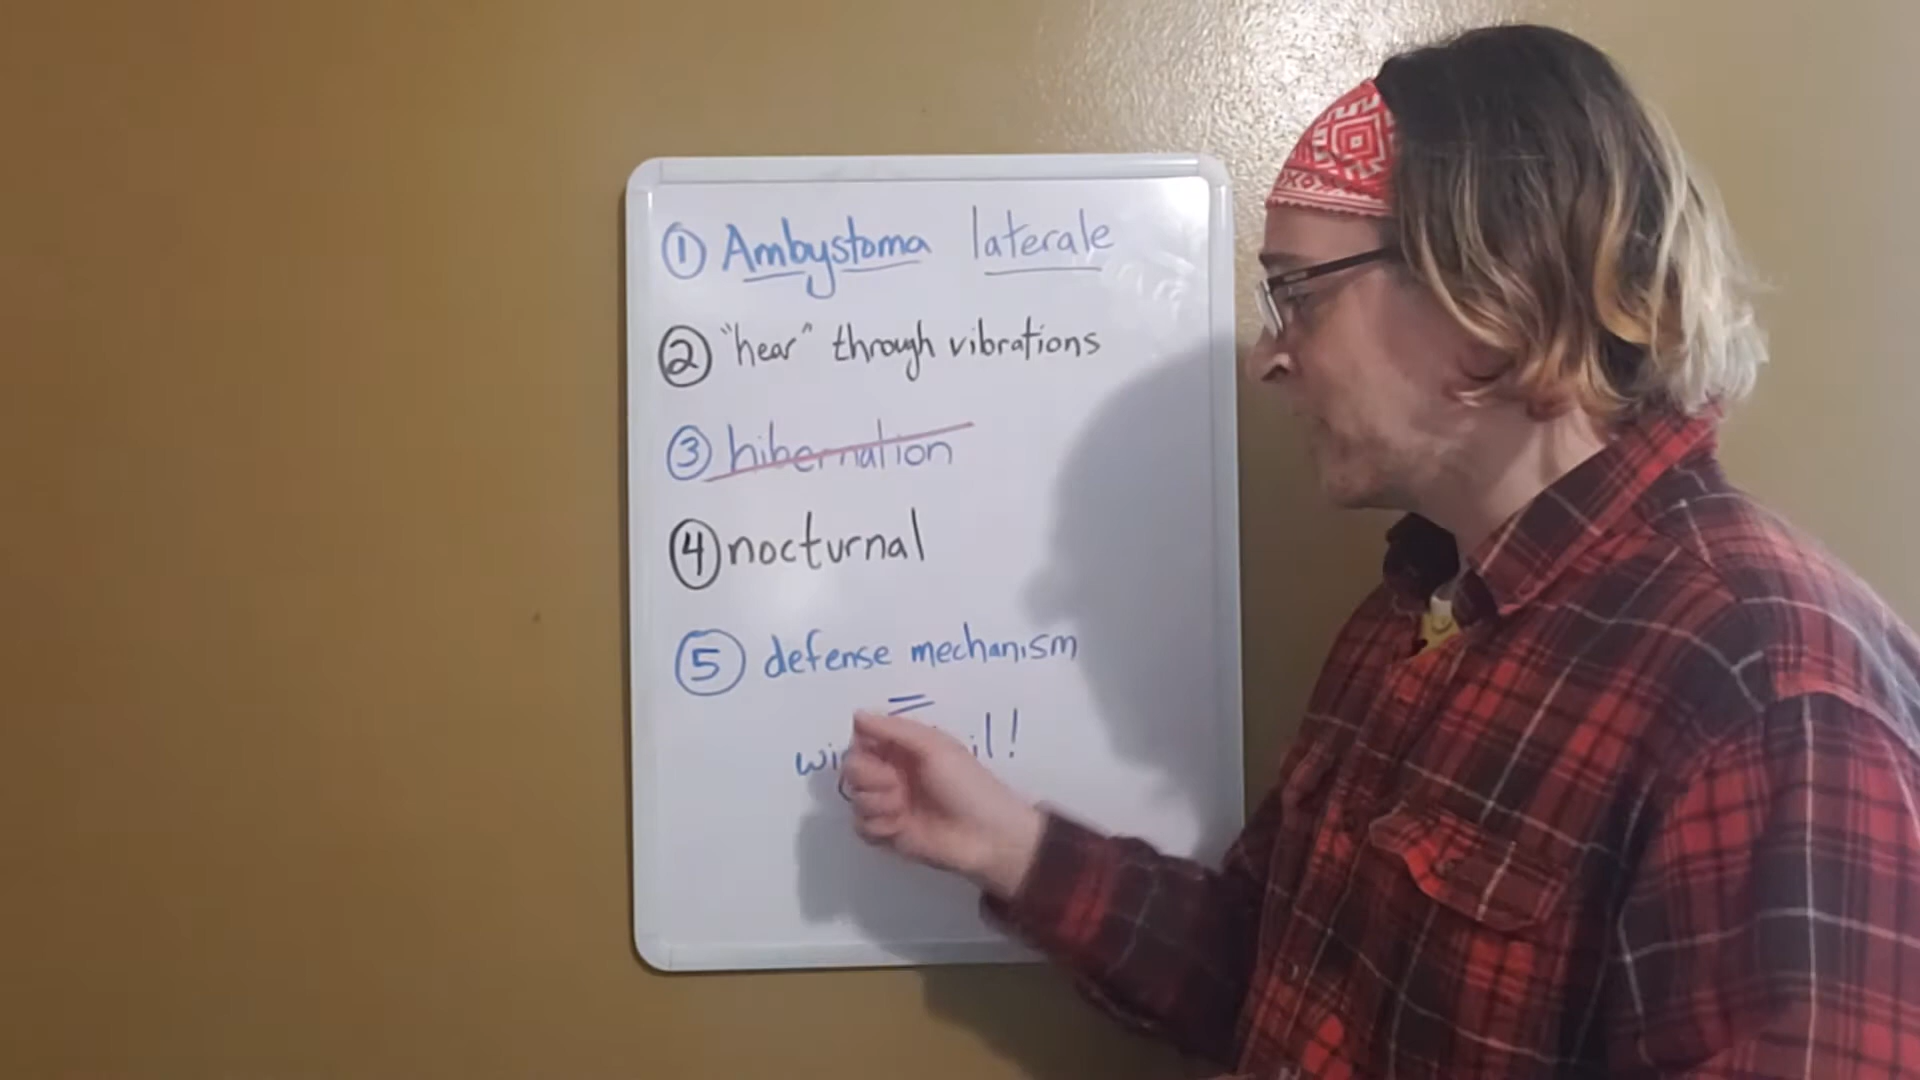 ① Ambystoma laterale
② "hear" through vibrations
③ hibernation
④ nocturnal
⑤ defense mechanism
=